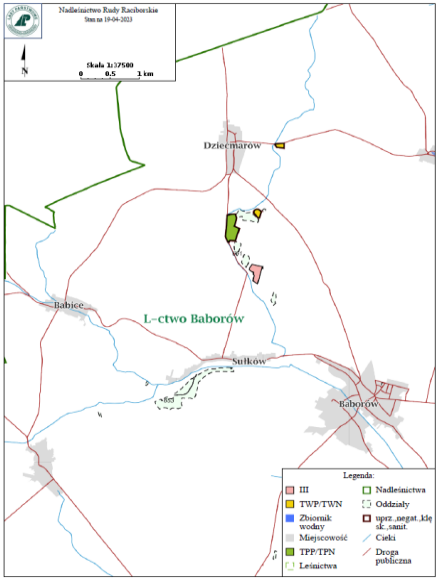 Nadleśnictwo Rudy Raciborskie
Stan na 19-04-2023
N
Skala 1:37500
0 0.5 1 km
Dziećmarów
Babice
L-ctwo Baborów
Sułków
Baborów
853
Legenda:
III
TWP/TWN
Zbiornik
wodny
Miejscowość
TPP/TPN
Leśnictwa
Nadleśnictwa
Oddziały
uprz.,negat.,klę
sk.,sanit.
Cieki
Droga
publiczna